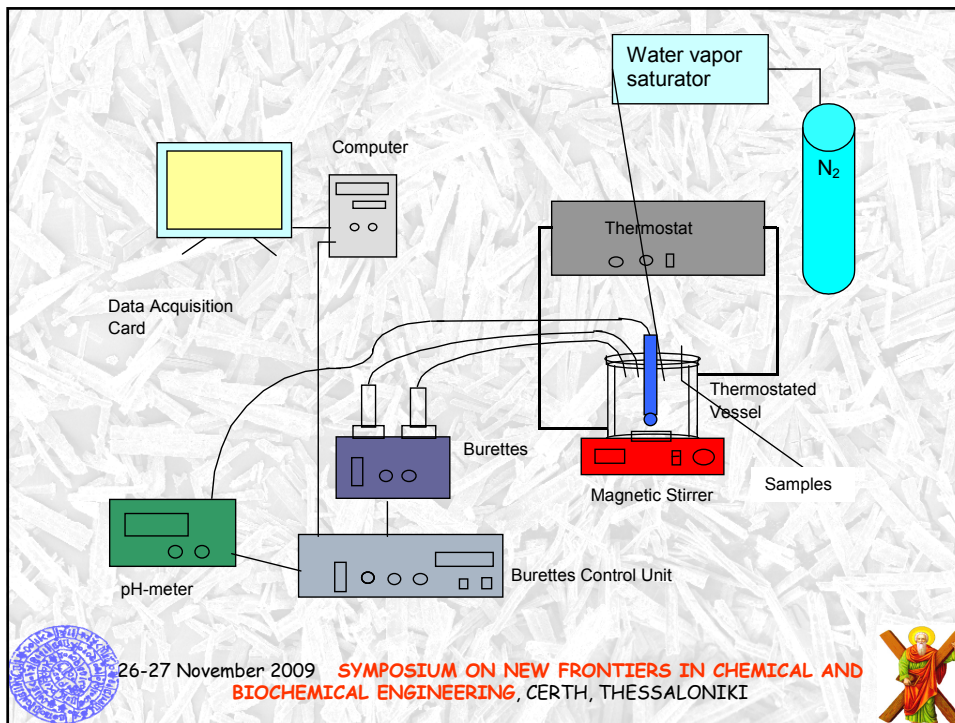 Water vapor
saturator
N₂
Computer
Thermostat
Data Acquisition
Card
Thermostated
Vessel
Burettes
Samples
Magnetic Stirrer
pH-meter
Burettes Control Unit
26-27 November 2009 SYMPOSIUM ON NEW FRONTIERS IN CHEMICAL AND
BIOCHEMICAL ENGINEERING, CERTH, THESSALONIKI